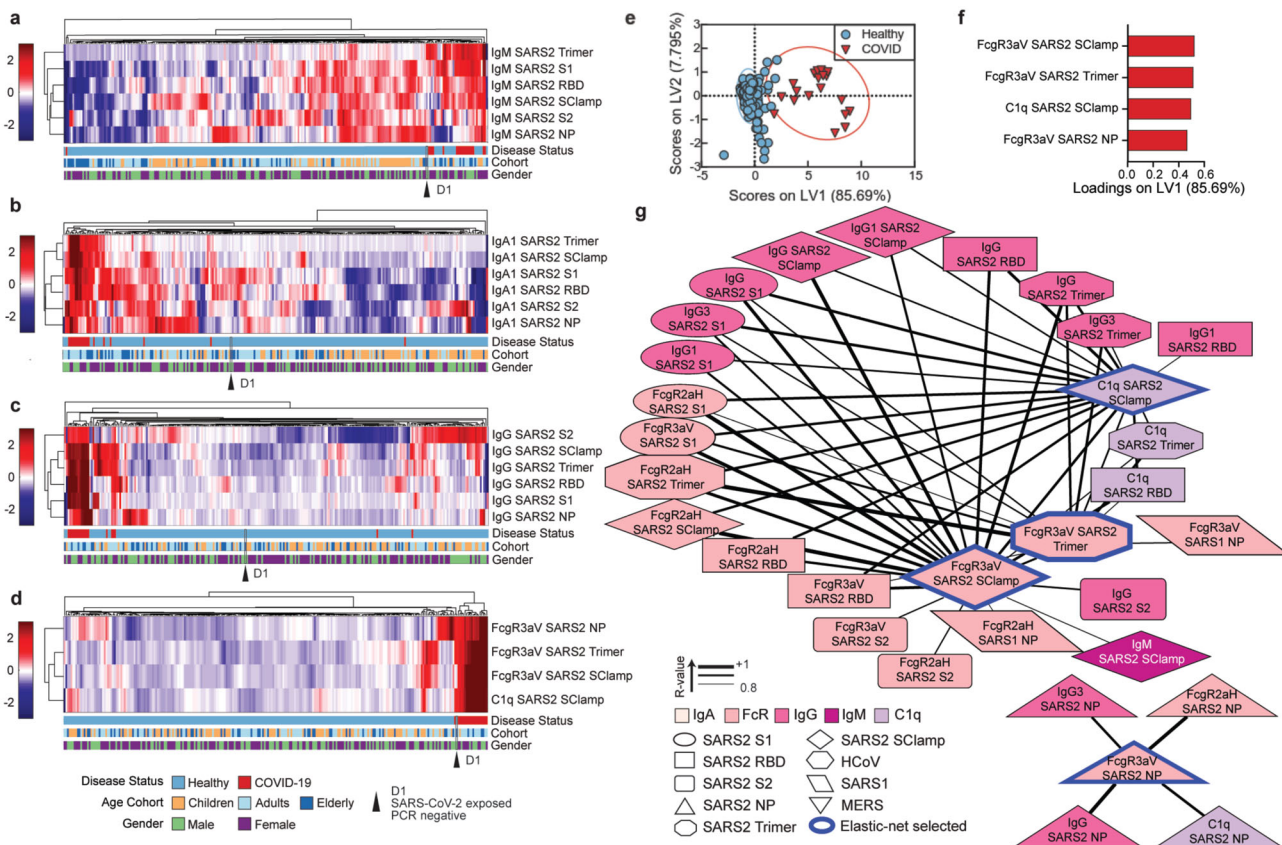 a
2
0
-2
IgM SARS2 Trimer
IgM SARS2 S1
IgM SARS2 RBD
IgM SARS2 SClamp
IgM SARS2 S2
IgM SARS2 NP
Disease Status
Cohort
Gender
D1
b
2
0
-2
IgA1 SARS2 Trimer
IgA1 SARS2 SClamp
IgA1 SARS2 S1
IgA1 SARS2 RBD
IgA1 SARS2 S2
IgA1 SARS2 NP
Disease Status
Cohort
Gender
D1
c
2
0
-2
IgG SARS2 S2
IgG SARS2 SClamp
IgG SARS2 Trimer
IgG SARS2 RBD
IgG SARS2 S1
IgG SARS2 NP
Disease Status
Cohort
Gender
D1
d
2
0
-2
FcgR3aV SARS2 NP
FcgR3aV SARS2 Trimer
FcgR3aV SARS2 SClamp
C1q SARS2 SClamp
Disease Status
Cohort
Gender
D1
Disease Status Healthy COVID-19
Age Cohort Children Adults Elderly
Gender Male Female
D1
SARS-CoV-2 exposed
PCR negative
e
Scores on LV2 (7.795%)
3
2
1
0
-1
-2
-3
Healthy
COVID
-5 0 5 10 15
Scores on LV1 (85.69%)
f
FcgR3aV SARS2 SClamp
FcgR3aV SARS2 Trimer
C1q SARS2 SClamp
FcgR3aV SARS2 NP
0.0 0.2 0.4 0.6
Loadings on LV1 (85.69%)
g
IgG1 SARS2
SClamp
IgG SARS2
SClamp
IgG
SARS2 RBD
IgG
SARS2 S1
IgG
SARS2 Trimer
IgG3
SARS2 S1
IgG3
SARS2 Trimer
IgG1
SARS2 RBD
IgG1
SARS2 S1
C1q SARS2
SClamp
FcgR2aH
SARS2 S1
FcgR3aV
SARS2 S1
C1q
SARS2 Trimer
FcgR2aH
SARS2 Trimer
C1q
SARS2 RBD
FcgR2aH
SARS2 SClamp
FcgR3aV SARS2
Trimer
FcgR3aV
SARS1 NP
FcgR2aH
SARS2 RBD
FcgR3aV
SARS2 SClamp
FcgR3aV
SARS2 RBD
IgG
SARS2 S2
FcgR3aV
SARS2 S2
FcgR2aH
SARS1 NP
FcgR2aH
SARS2 S2
IgM
SARS2 SClamp
R-value
+1
0.8
IgG3
SARS2 NP
FcgR2aH
SARS2 NP
FcgR3aV
SARS2 NP
IgG
SARS2 NP
C1q
SARS2 NP
IgA FcR IgG IgM C1q
SARS2 S1 SARS2 SClamp
SARS2 RBD HCoV
SARS2 S2 SARS1
SARS2 NP MERS
SARS2 Trimer Elastic-net selected